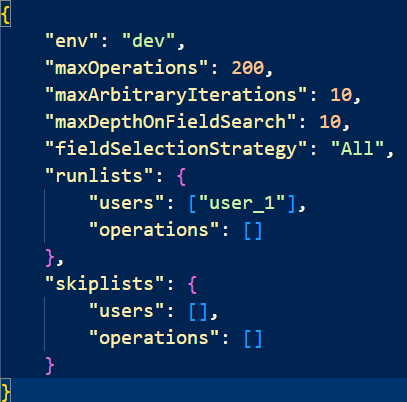 {
    "env": "dev",
    "maxOperations": 200,
    "maxArbitraryIterations": 10,
    "maxDepthOnFieldSearch": 10,
    "fieldSelectionStrategy": "All",
    "runlists": {
        "users": ["user_1"],
        "operations": []
    },
    "skiplists": {
        "users": [],
        "operations": []
    }
}